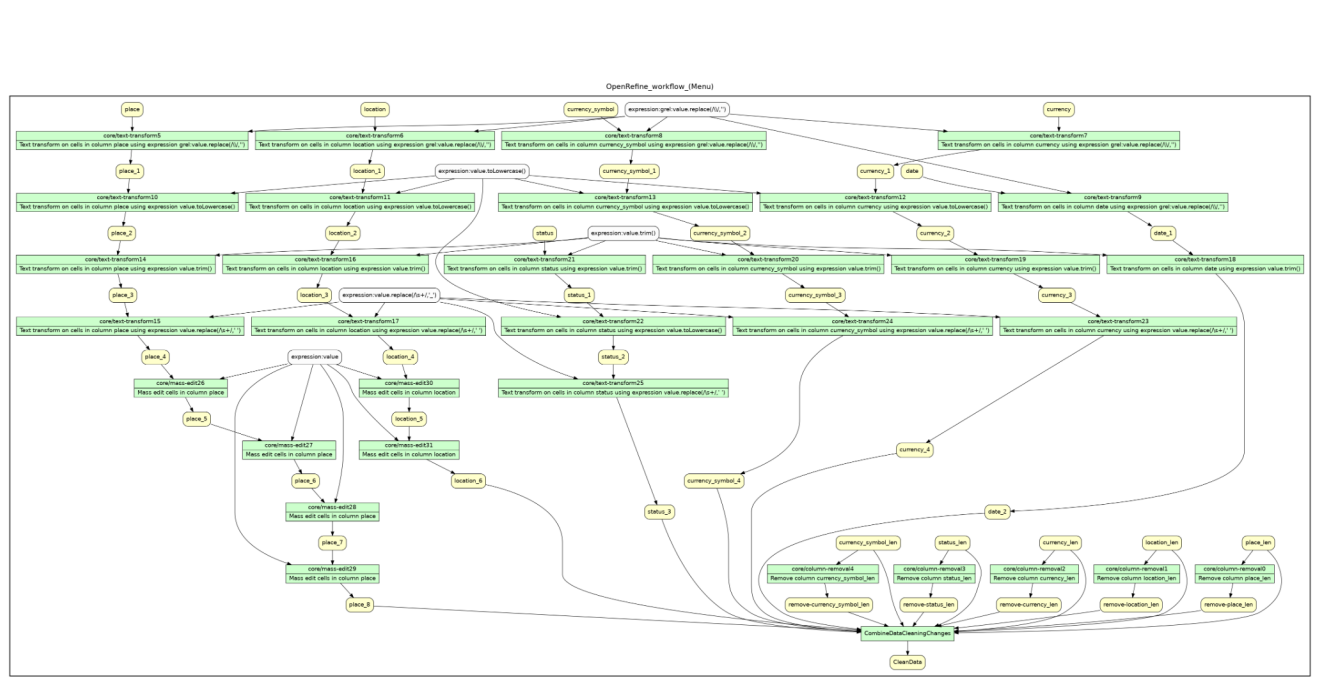 OpenRefine_workflow_(Menu)
place
location
currency_symbol
expression:grel:value.replace(/\\/,'')
currency
core/text-transform5
Text transform on cells in column place using expression grel:value.replace(/\\/,'')
core/text-transform6
Text transform on cells in column location using expression grel:value.replace(/\\/,'')
core/text-transform8
Text transform on cells in column currency_symbol using expression grel:value.replace(/\\/,'')
core/text-transform7
Text transform on cells in column currency using expression grel:value.replace(/\\/,'')
place_1
location_1
expression:value.toLowercase()
currency_symbol_1
currency_1
date
core/text-transform10
Text transform on cells in column place using expression value.toLowercase()
core/text-transform11
Text transform on cells in column location using expression value.toLowercase()
core/text-transform13
Text transform on cells in column currency_symbol using expression value.toLowercase()
core/text-transform12
Text transform on cells in column currency using expression value.toLowercase()
core/text-transform9
Text transform on cells in column date using expression grel:value.replace(/\\/,'')
place_2
location_2
status
expression:value.trim()
currency_symbol_2
currency_2
date_1
core/text-transform14
Text transform on cells in column place using expression value.trim()
core/text-transform16
Text transform on cells in column location using expression value.trim()
core/text-transform21
Text transform on cells in column status using expression value.trim()
core/text-transform20
Text transform on cells in column currency_symbol using expression value.trim()
core/text-transform19
Text transform on cells in column currency using expression value.trim()
core/text-transform18
Text transform on cells in column date using expression value.trim()
place_3
location_3
expression:value.replace(/\s+/,'_')
status_1
currency_symbol_3
currency_3
core/text-transform15
Text transform on cells in column place using expression value.replace(/\s+/,' ')
core/text-transform17
Text transform on cells in column location using expression value.replace(/\s+/,' ')
core/text-transform22
Text transform on cells in column status using expression value.toLowercase()
core/text-transform24
Text transform on cells in column currency_symbol using expression value.replace(/\s+/,' ')
core/text-transform23
Text transform on cells in column currency using expression value.replace(/\s+/,' ')
place_4
expression:value
location_4
status_2
core/mass-edit26
Mass edit cells in column place
core/mass-edit30
Mass edit cells in column location
core/text-transform25
Text transform on cells in column status using expression value.replace(/\s+/,' ')
place_5
location_5
core/mass-edit27
Mass edit cells in column place
core/mass-edit31
Mass edit cells in column location
currency_4
place_6
location_6
currency_symbol_4
core/mass-edit28
Mass edit cells in column place
status_3
date_2
place_7
currency_symbol_len
status_len
currency_len
location_len
place_len
core/mass-edit29
Mass edit cells in column place
core/column-removal4
Remove column currency_symbol_len
core/column-removal3
Remove column status_len
core/column-removal2
Remove column currency_len
core/column-removal1
Remove column location_len
core/column-removal0
Remove column place_len
place_8
remove-currency_symbol_len
remove-status_len
remove-currency_len
remove-location_len
remove-place_len
CombineDataCleaningChanges
CleanData